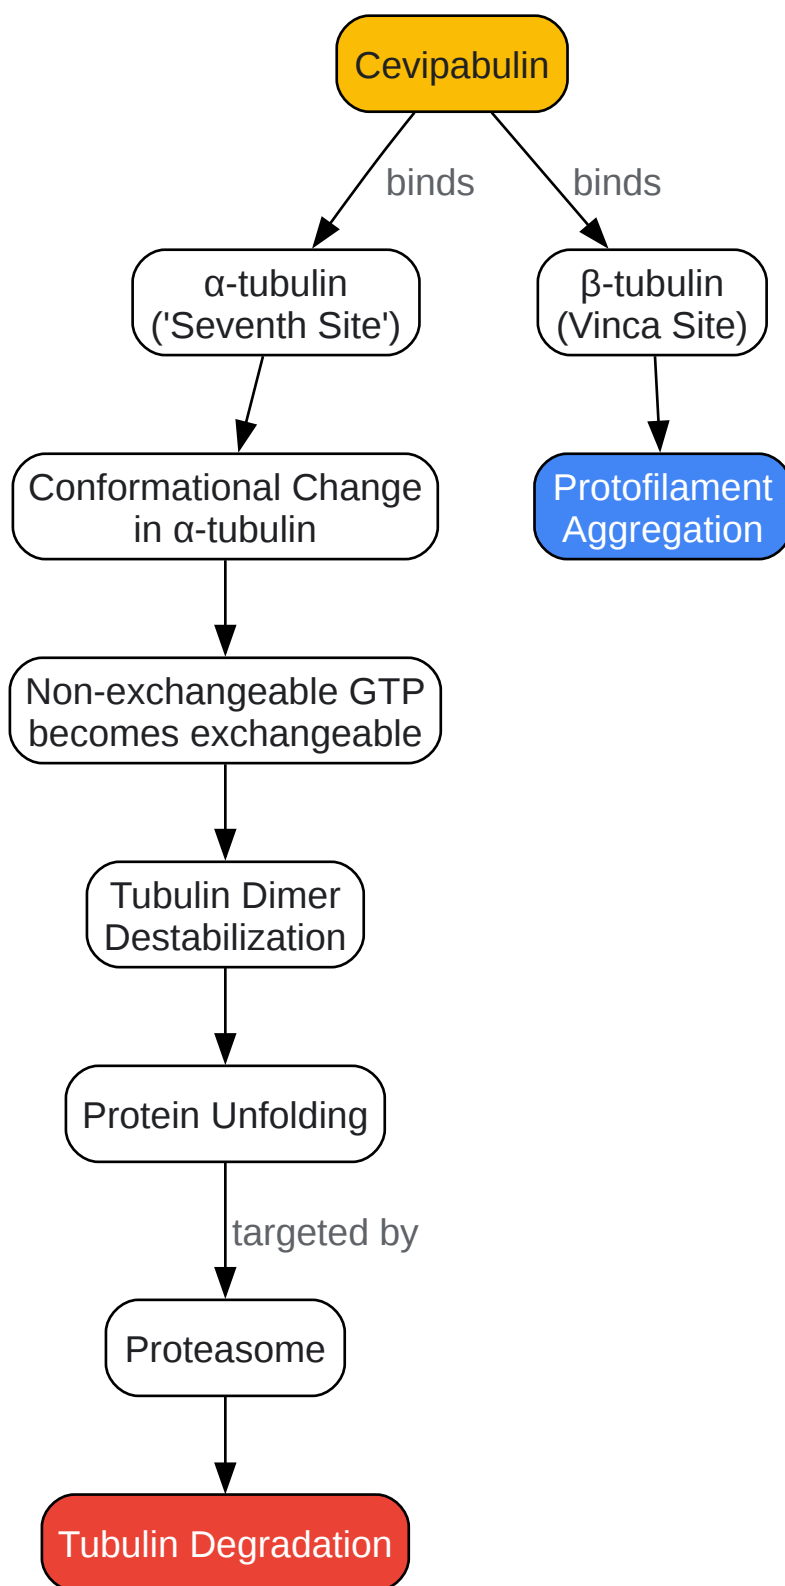 Cevipabulin
binds
binds
α-tubulin
('Seventh Site')
β-tubulin
(Vinca Site)
Conformational Change
in α-tubulin
Protofilament
Aggregation
Non-exchangeable GTP
becomes exchangeable
Tubulin Dimer
Destabilization
Protein Unfolding
targeted by
Proteasome
Tubulin Degradation